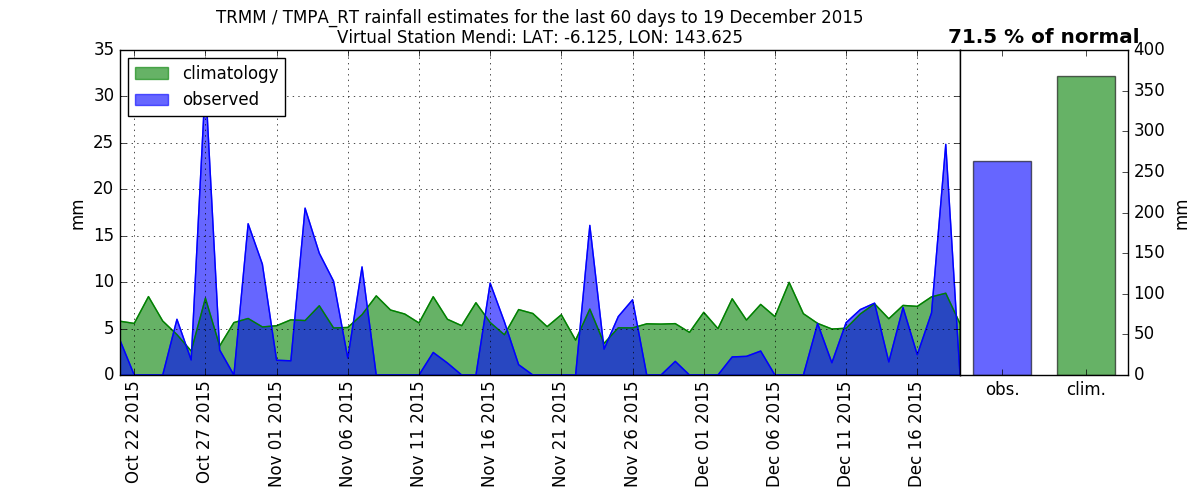 TRMM / TMPA_RT rainfall estimates for the last 60 days to 19 December 2015
Virtual Station Mendi: LAT: -6.125, LON: 143.625
71.5 % of normal
climatology
observed
35
30
25
20
15
10
5
0
mm
Oct 22 2015
Oct 27 2015
Nov 01 2015
Nov 06 2015
Nov 11 2015
Nov 16 2015
Nov 21 2015
Nov 26 2015
Dec 01 2015
Dec 06 2015
Dec 11 2015
Dec 16 2015
400
350
300
250
200
150
100
50
0
mm
obs.
clim.